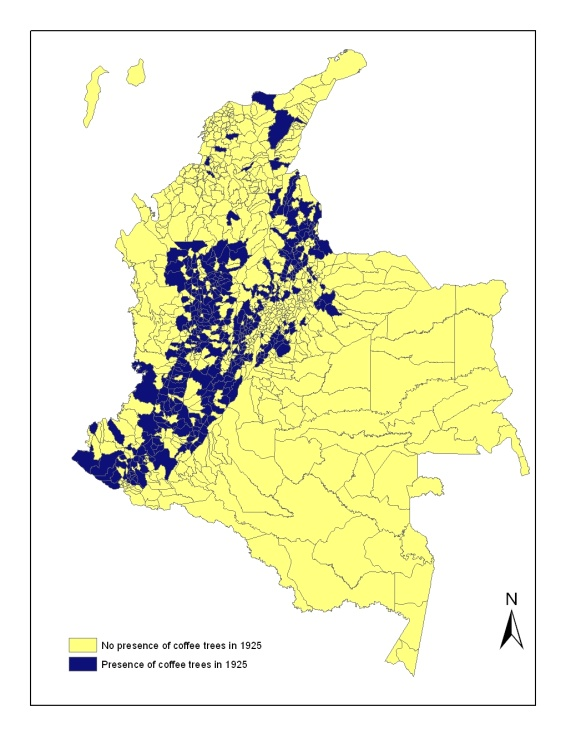 N
No presence of coffee trees in 1925
Presence of coffee trees in 1925